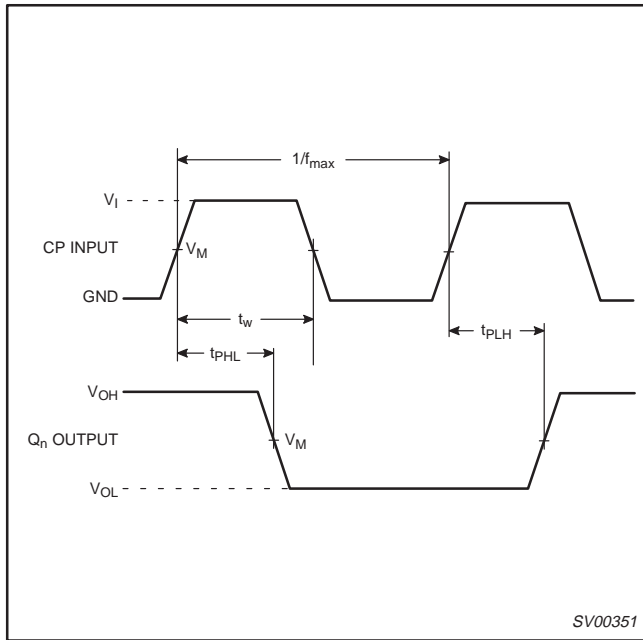 1/fmax
VI
CP INPUT
VM
GND
tw
tPHL
tPLH
VOH
Qn OUTPUT
VM
VOL
SV00351